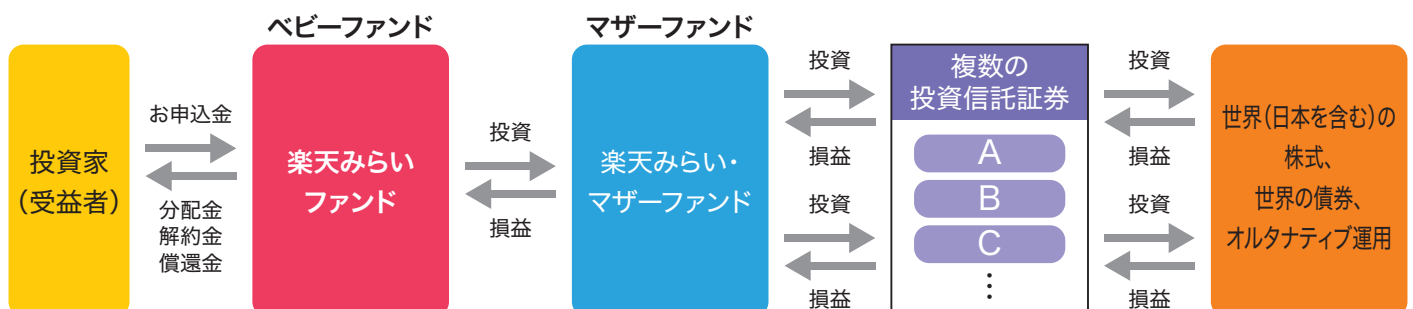 ベビーファンド
マザーファンド
投資家
（受益者）
お申込金
分配金
解約金
償還金
楽天みらい
ファンド
投資
損益
楽天みらい・
マザーファンド
投資
損益
投資
損益
複数の
投資信託証券
A
B
C
⋮
投資
損益
投資
損益
世界（日本を含む）の
株式、
世界の債券、
オルタナティブ運用